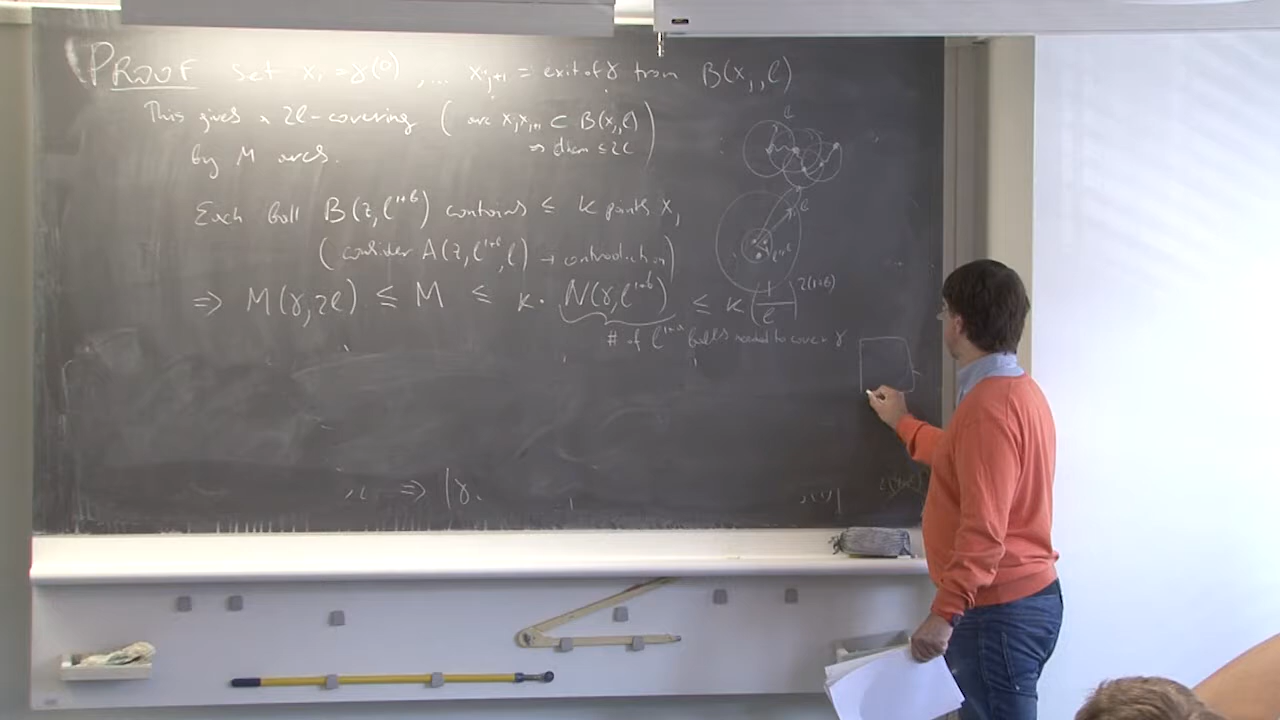 PROOF Set x_1 = γ(0), ... x_{j+1} = exit of γ from B(x_j, ℓ)
This gives a 2ℓ-covering ( arc x_j x_{j+1} ⊂ B(x_j, ℓ)
⇒ diam ≤ 2ℓ )
by M arcs.
Each ball B(z, ℓ^{1+ε}) contains ≤ k points x_j
( consider A(z, ℓ^{1+ε}, ℓ) → contradiction )
⇒ M(γ, 2ℓ) ≤ M ≤ k · N(γ, ℓ^{1+ε}) ≤ k (1/ℓ)^{2(1+ε)}
# of ℓ^{1+ε} balls needed to cover γ
ℓ
ℓ
ℓ^{1+ε}
⇒ |γ